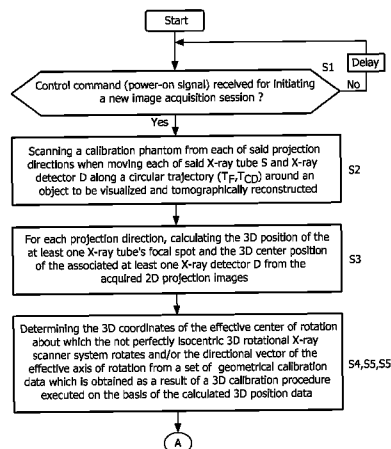 Start
Delay
S1
Control command (power-on signal) received for initiating
a new image acquisition session ?
No
Yes
Scanning a calibration phantom from each of said projection
directions when moving each of said X-ray tube S and X-ray
detector D along a circular trajectory (TF,TCD) around an
object to be visualized and tomographically reconstructed
S2
For each projection direction, calculating the 3D position of the
at least one X-ray tube's focal spot and the 3D center position
of the associated at least one X-ray detector D from the
acquired 2D projection images
S3
Determining the 3D coordinates of the effective center of rotation
about which the not perfectly isocentric 3D rotational X-ray
scanner system rotates and/or the directional vector of the
effective axis of rotation from a set of geometrical calibration
data which is obtained as a result of a 3D calibration procedure
executed on the basis of the calculated 3D position data
S4,S5,S5
A